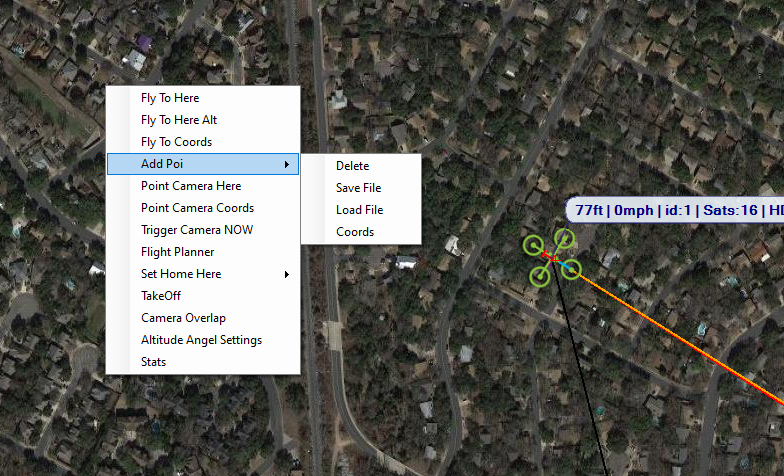 Fly To Here
Fly To Here Alt
Fly To Coords
Add Poi
Point Camera Here
Point Camera Coords
Trigger Camera NOW
Flight Planner
Set Home Here
TakeOff
Camera Overlap
Altitude Angel Settings
Stats
Delete
Save File
Load File
Coords
77ft | 0mph | id:1 | Sats:16 | HD